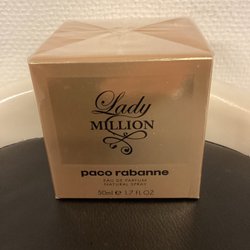 Lady
MILLION
paco rabanne
EAU DE PARFUM
NATURAL SPRAY
50ml e 1.7 FL.OZ